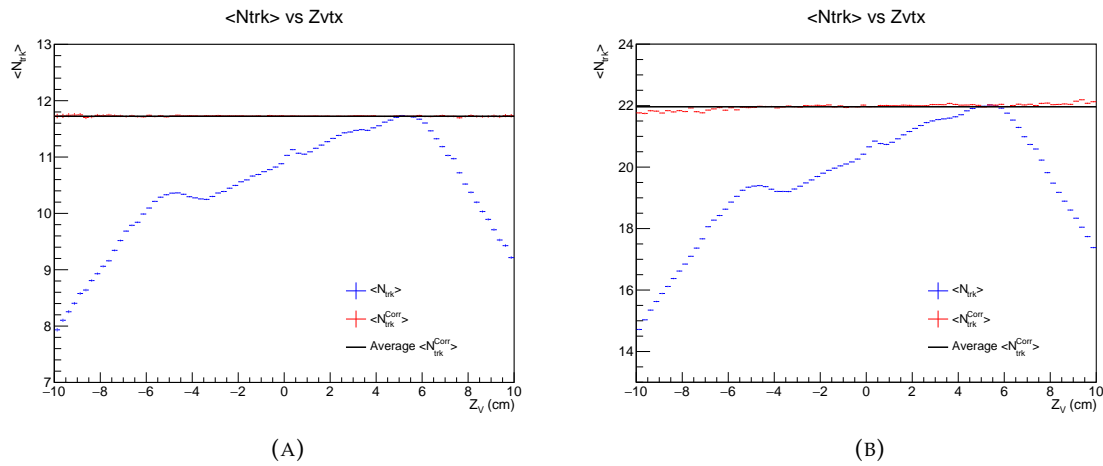 <Ntrk> vs Zvtx
<N_trk>
13
12
11
10
9
8
7
<N_trk>
<N_trk^Corr>
Average <N_trk^Corr>
−10 −8 −6 −4 −2 0 2 4 6 8 10
Z_V (cm)
(A)
<Ntrk> vs Zvtx
<N_trk>
24
22
20
18
16
14
<N_trk>
<N_trk^Corr>
Average <N_trk^Corr>
−10 −8 −6 −4 −2 0 2 4 6 8 10
Z_V (cm)
(B)